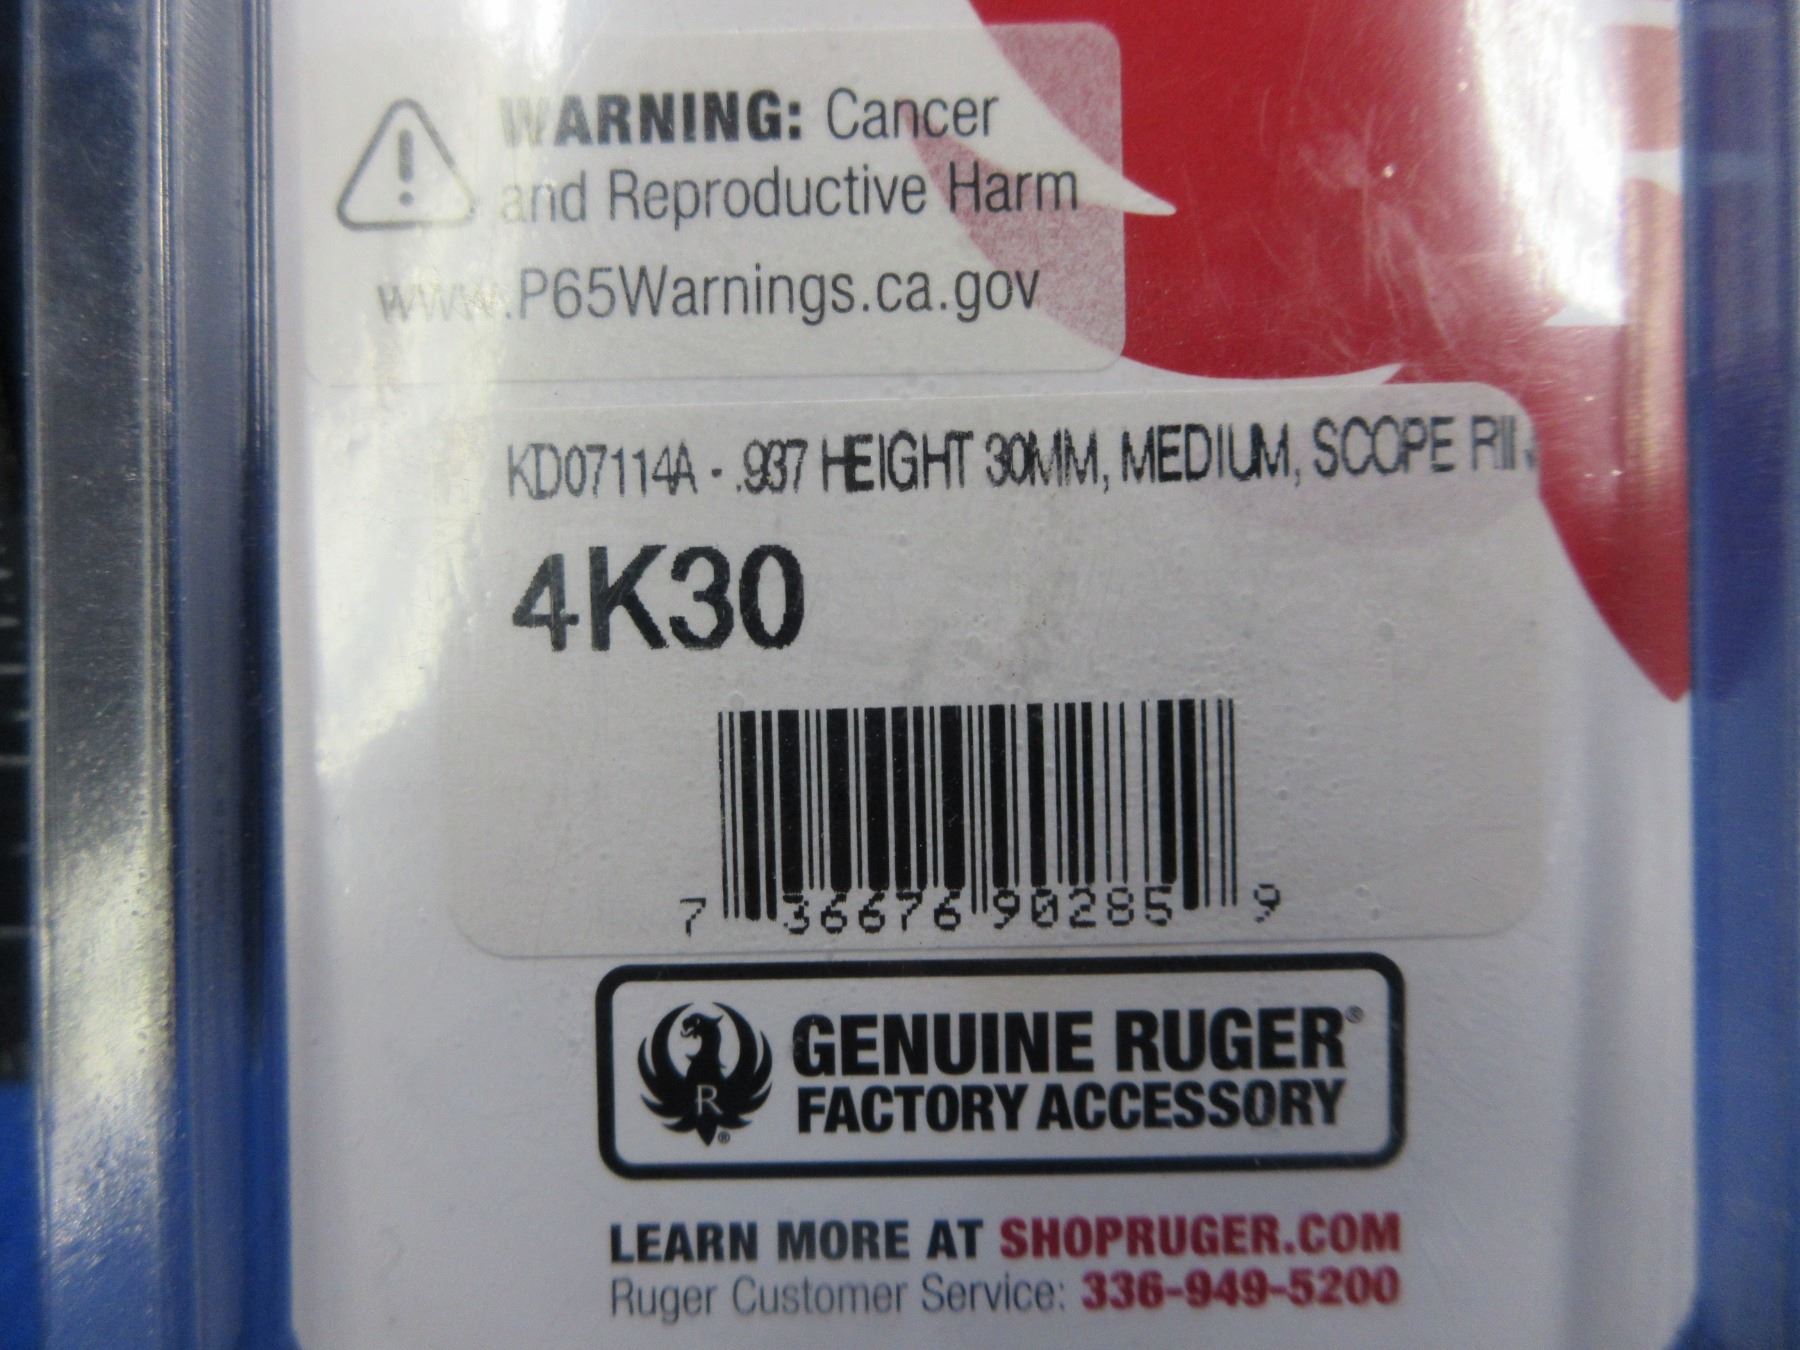 WARNING: Cancer
and Reproductive Harm
www.P65Warnings.ca.gov
KD07114A - .937 HEIGHT 30MM, MEDIUM, SCOPE
4K30
7 36676 90285 9
R
GENUINE RUGER®
FACTORY ACCESSORY
LEARN MORE AT SHOPRUGER.COM
Ruger Customer Service: 336-949-5200